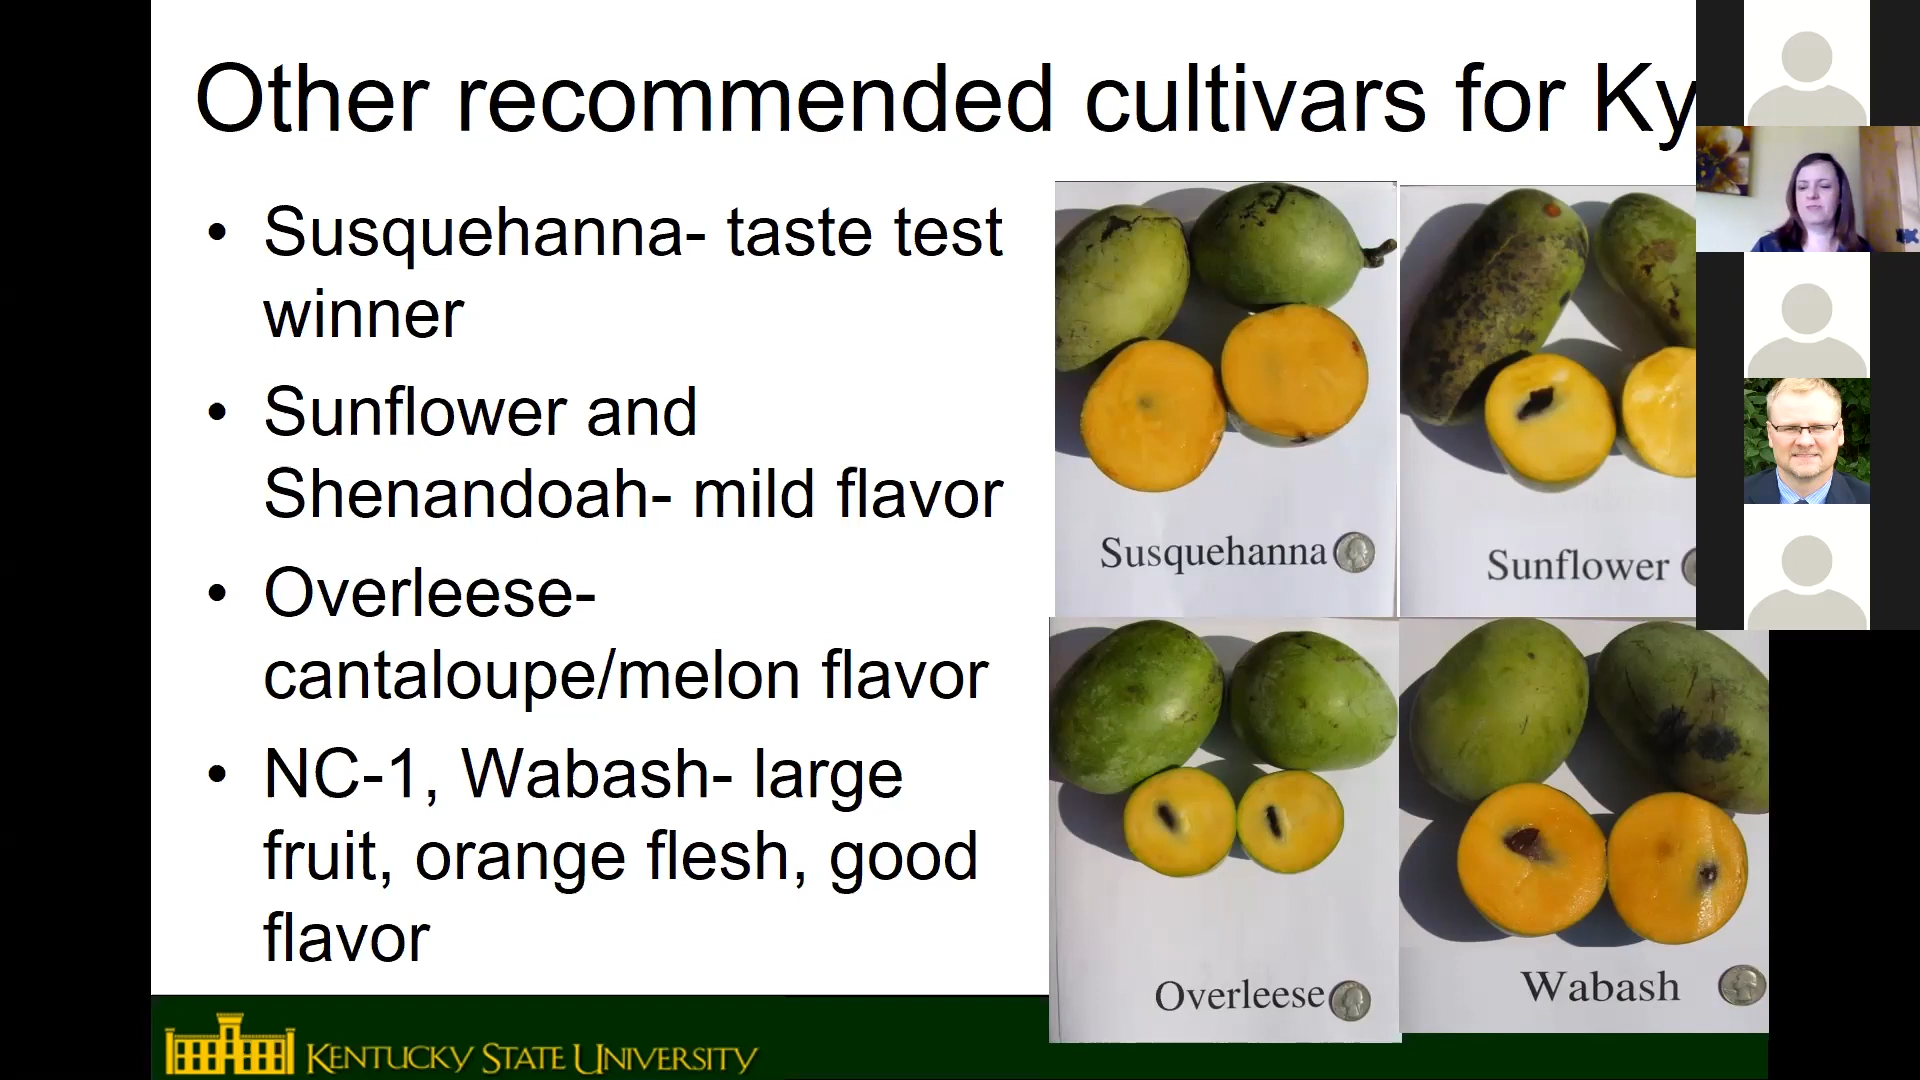 Other recommended cultivars for Ky
• Susquehanna- taste test
winner
• Sunflower and
Shenandoah- mild flavor
• Overleese-
cantaloupe/melon flavor
• NC-1, Wabash- large
fruit, orange flesh, good
flavor
Susquehanna
Sunflower
Overleese
Wabash
KENTUCKY STATE UNIVERSITY